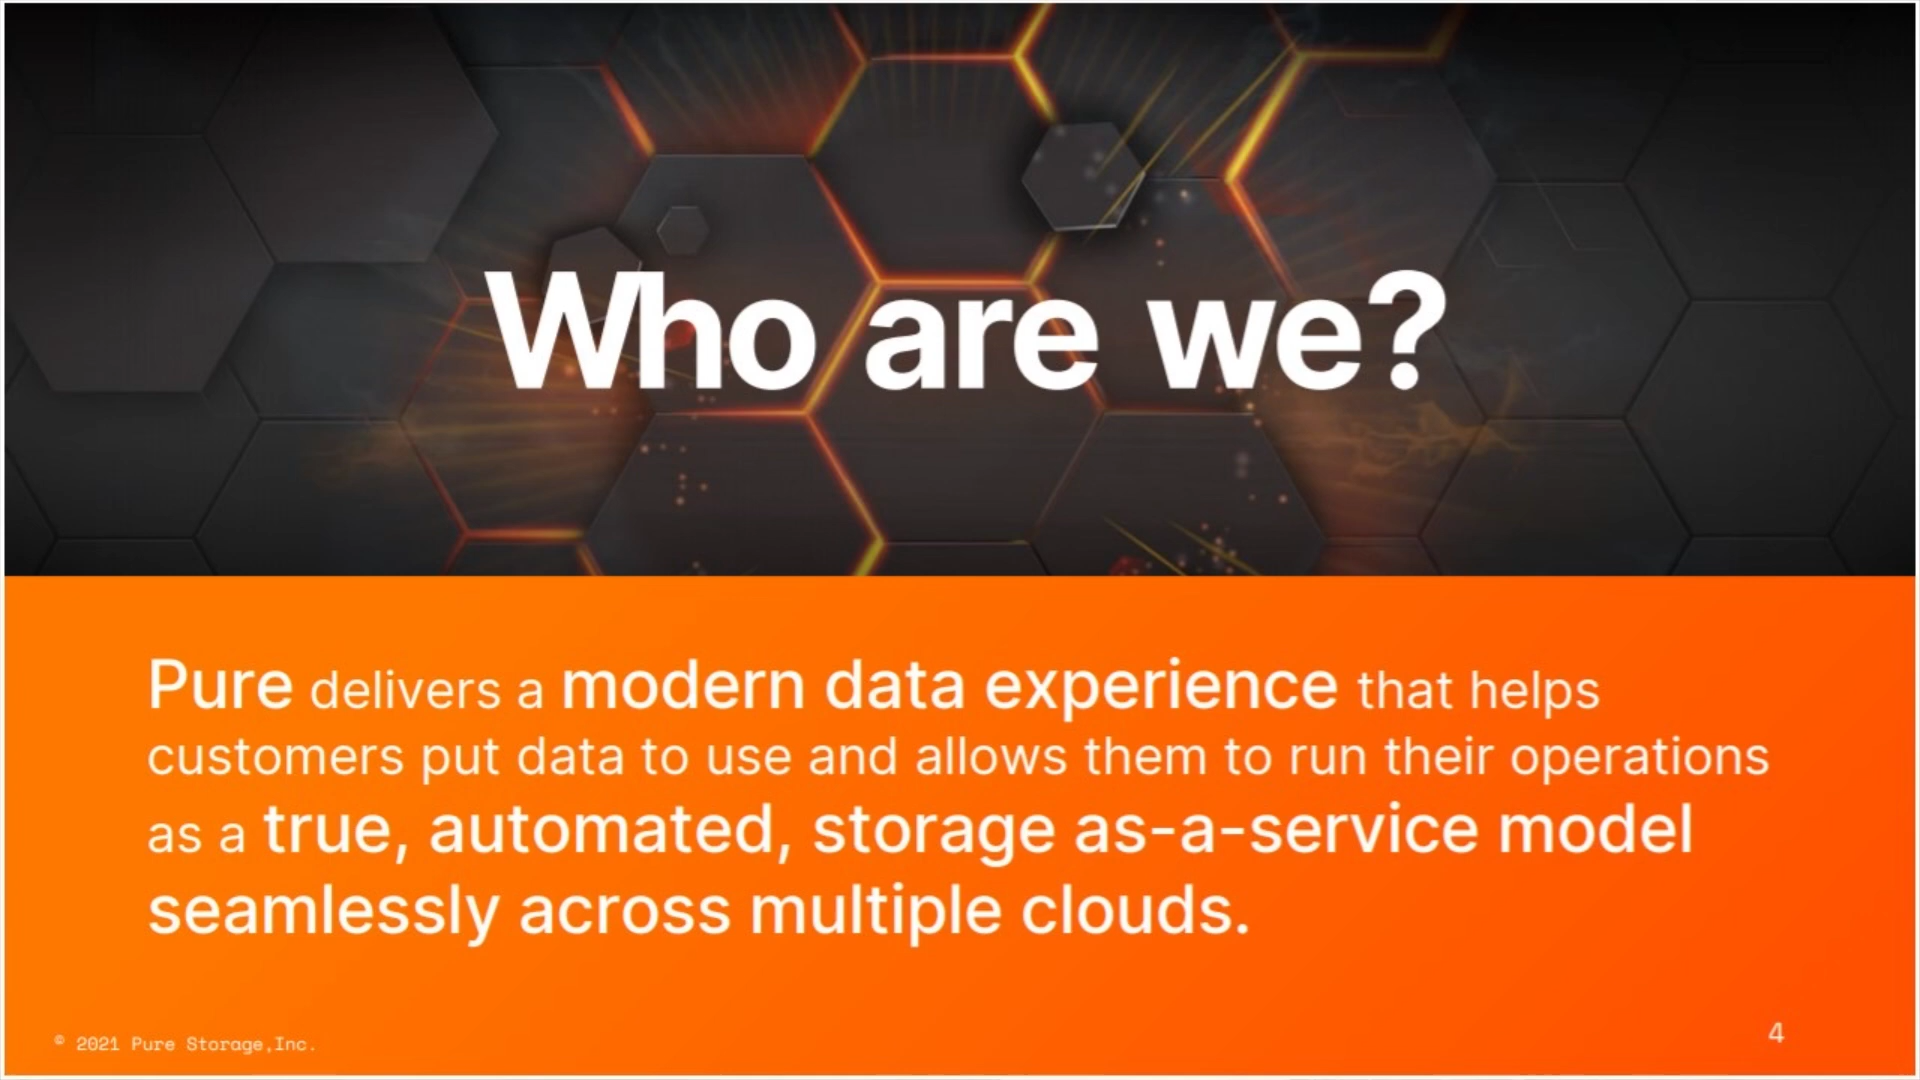 Who are we?
Pure delivers a modern data experience that helps
customers put data to use and allows them to run their operations
as a true, automated, storage as-a-service model
seamlessly across multiple clouds.
© 2021 Pure Storage,Inc.
4